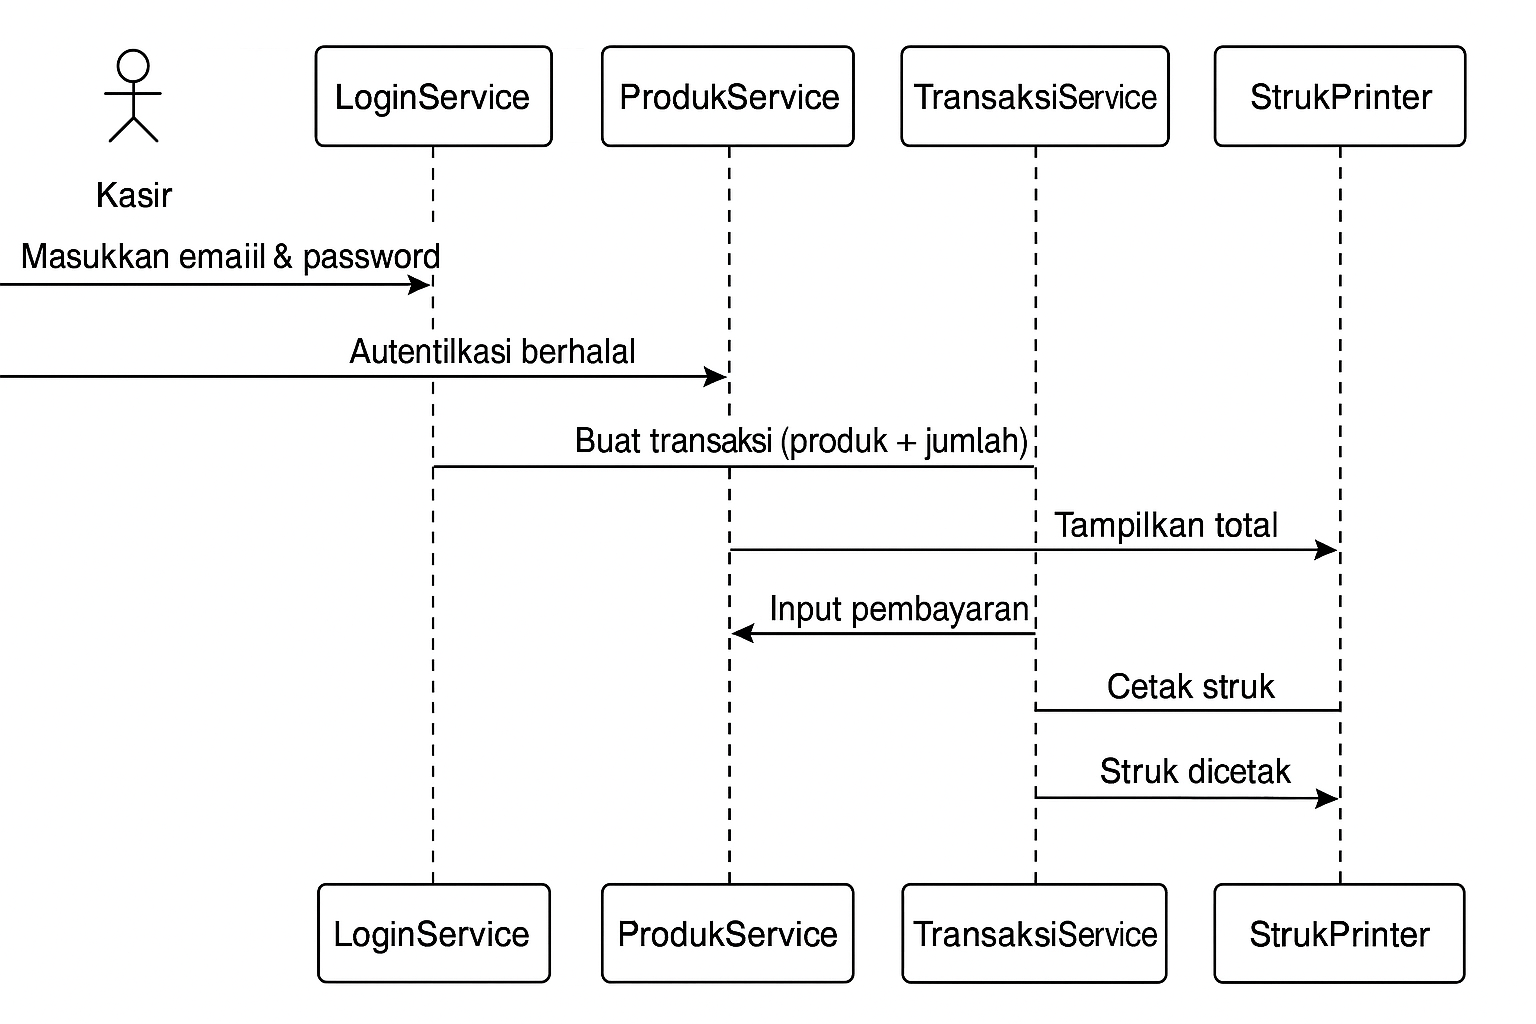 LoginService
ProdukService
TransaksiService
StrukPrinter
Kasir
Masukkan emaiil & password
Autentilkasi berhalal
Buat transaksi (produk + jumlah)
Tampilkan total
Input pembayaran
Cetak struk
Struk dicetak
LoginService
ProdukService
TransaksiService
StrukPrinter